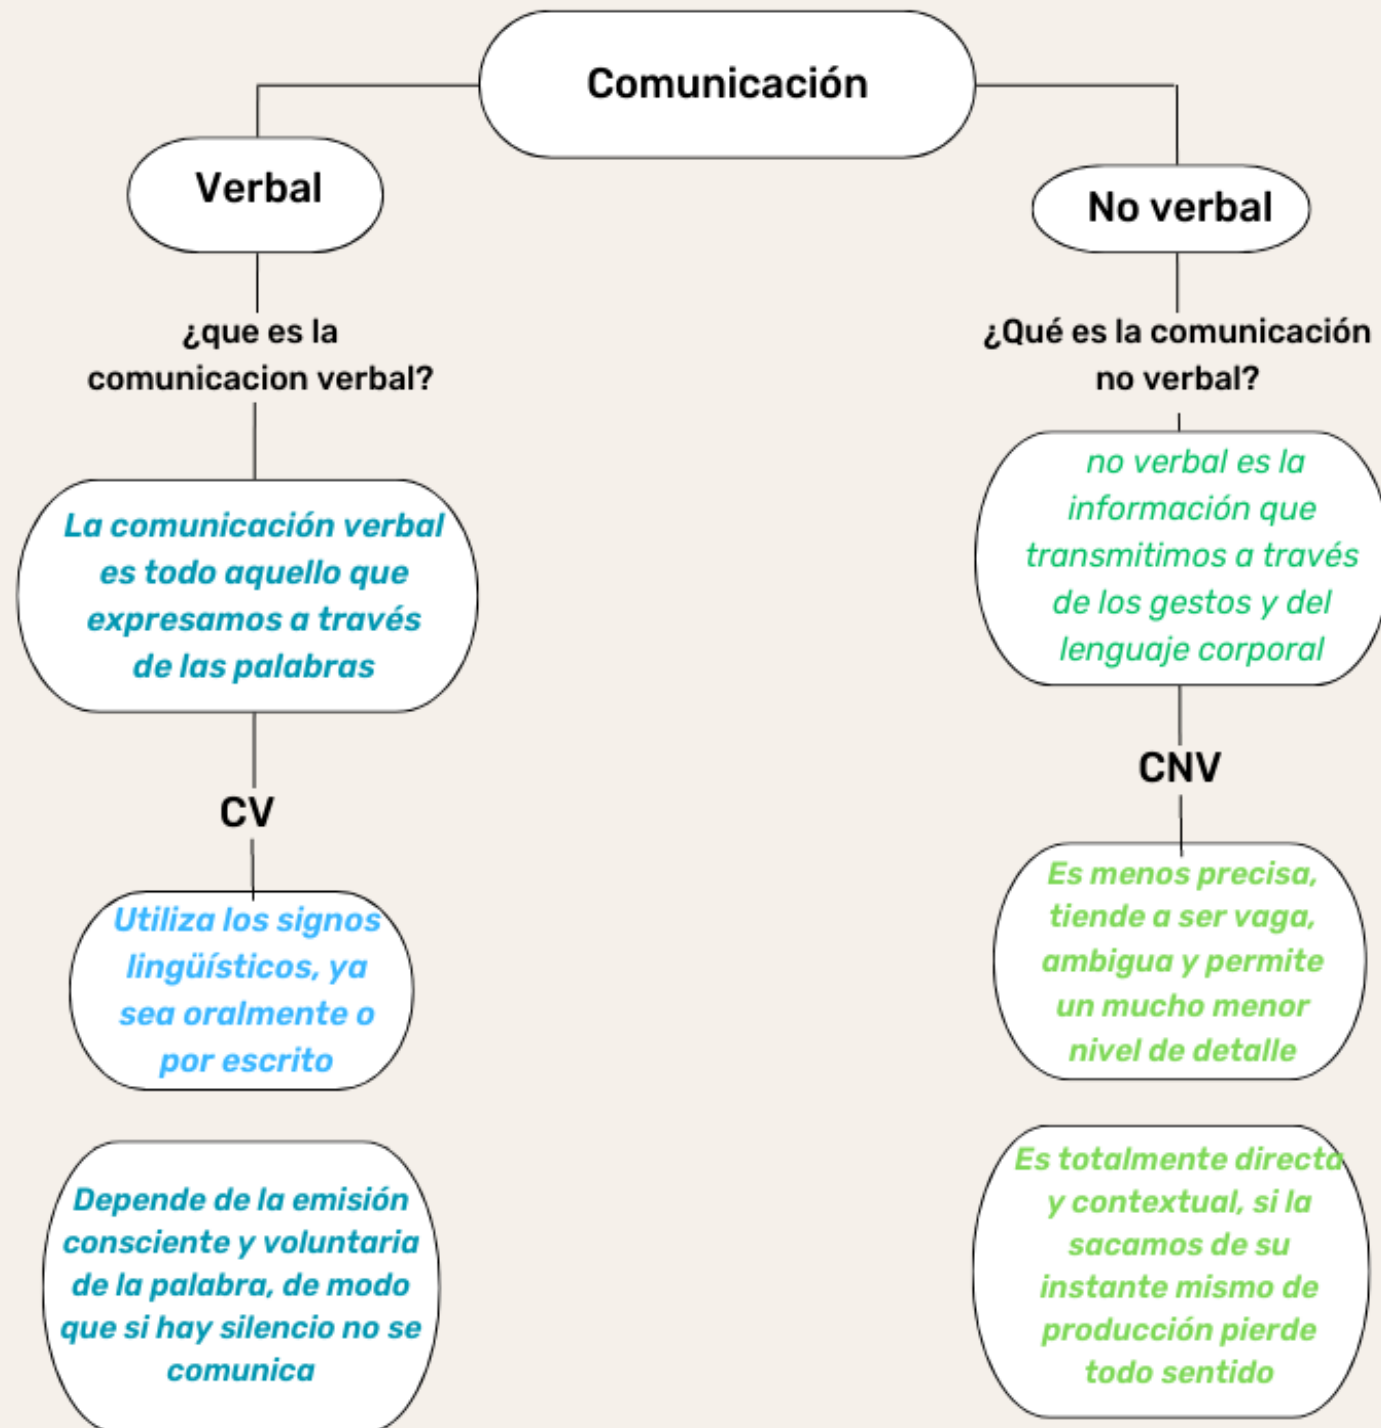 Comunicación
Verbal
¿que es la
comunicacion verbal?
La comunicación verbal
es todo aquello que
expresamos a través
de las palabras
CV
Utiliza los signos
lingüísticos, ya
sea oralmente o
por escrito
Depende de la emisión
consciente y voluntaria
de la palabra, de modo
que si hay silencio no se
comunica
No verbal
¿Qué es la comunicación
no verbal?
no verbal es la
información que
transmitimos a través
de los gestos y del
lenguaje corporal
CNV
Es menos precisa,
tiende a ser vaga,
ambigua y permite
un mucho menor
nivel de detalle
Es totalmente directa
y contextual, si la
sacamos de su
instante mismo de
producción pierde
todo sentido